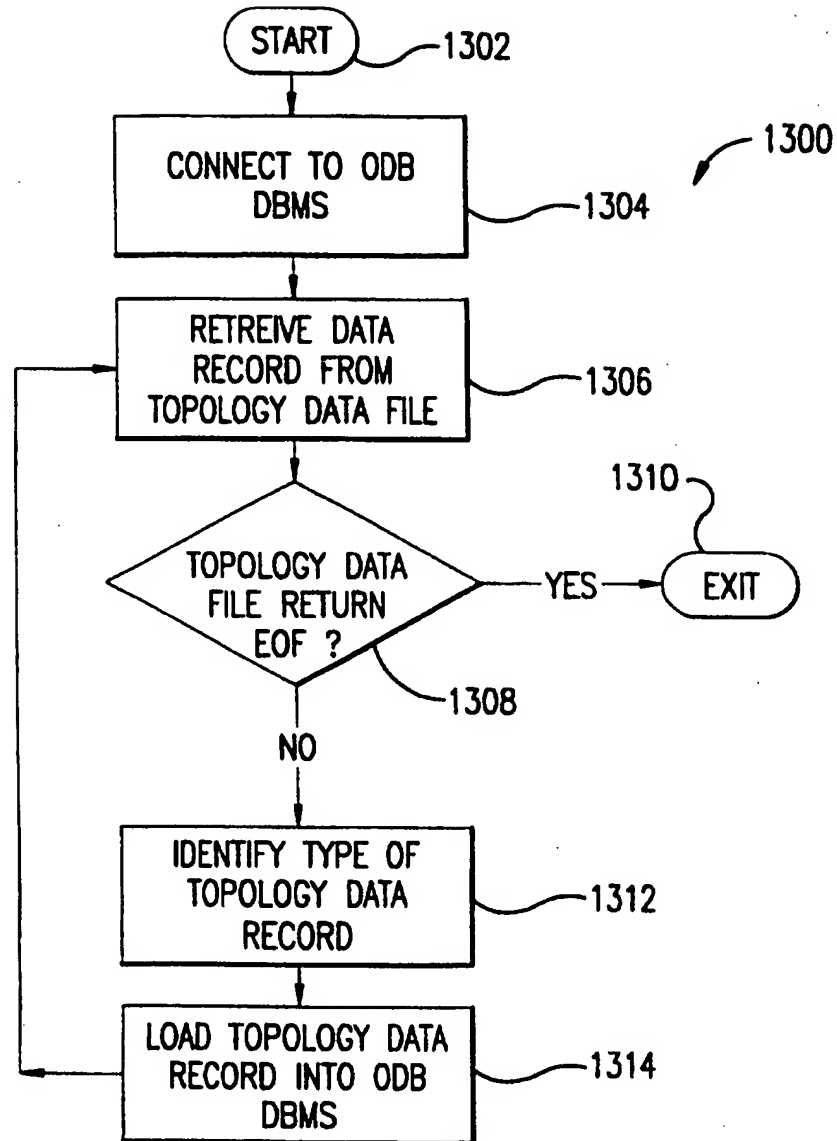 START
1302
1300
CONNECT TO ODB
DBMS
1304
RETREIVE DATA
RECORD FROM
TOPOLOGY DATA FILE
1306
1310
TOPOLOGY DATA
FILE RETURN
EOF ?
YES
EXIT
1308
NO
IDENTIFY TYPE OF
TOPOLOGY DATA
RECORD
1312
LOAD TOPOLOGY DATA
RECORD INTO ODB
DBMS
1314